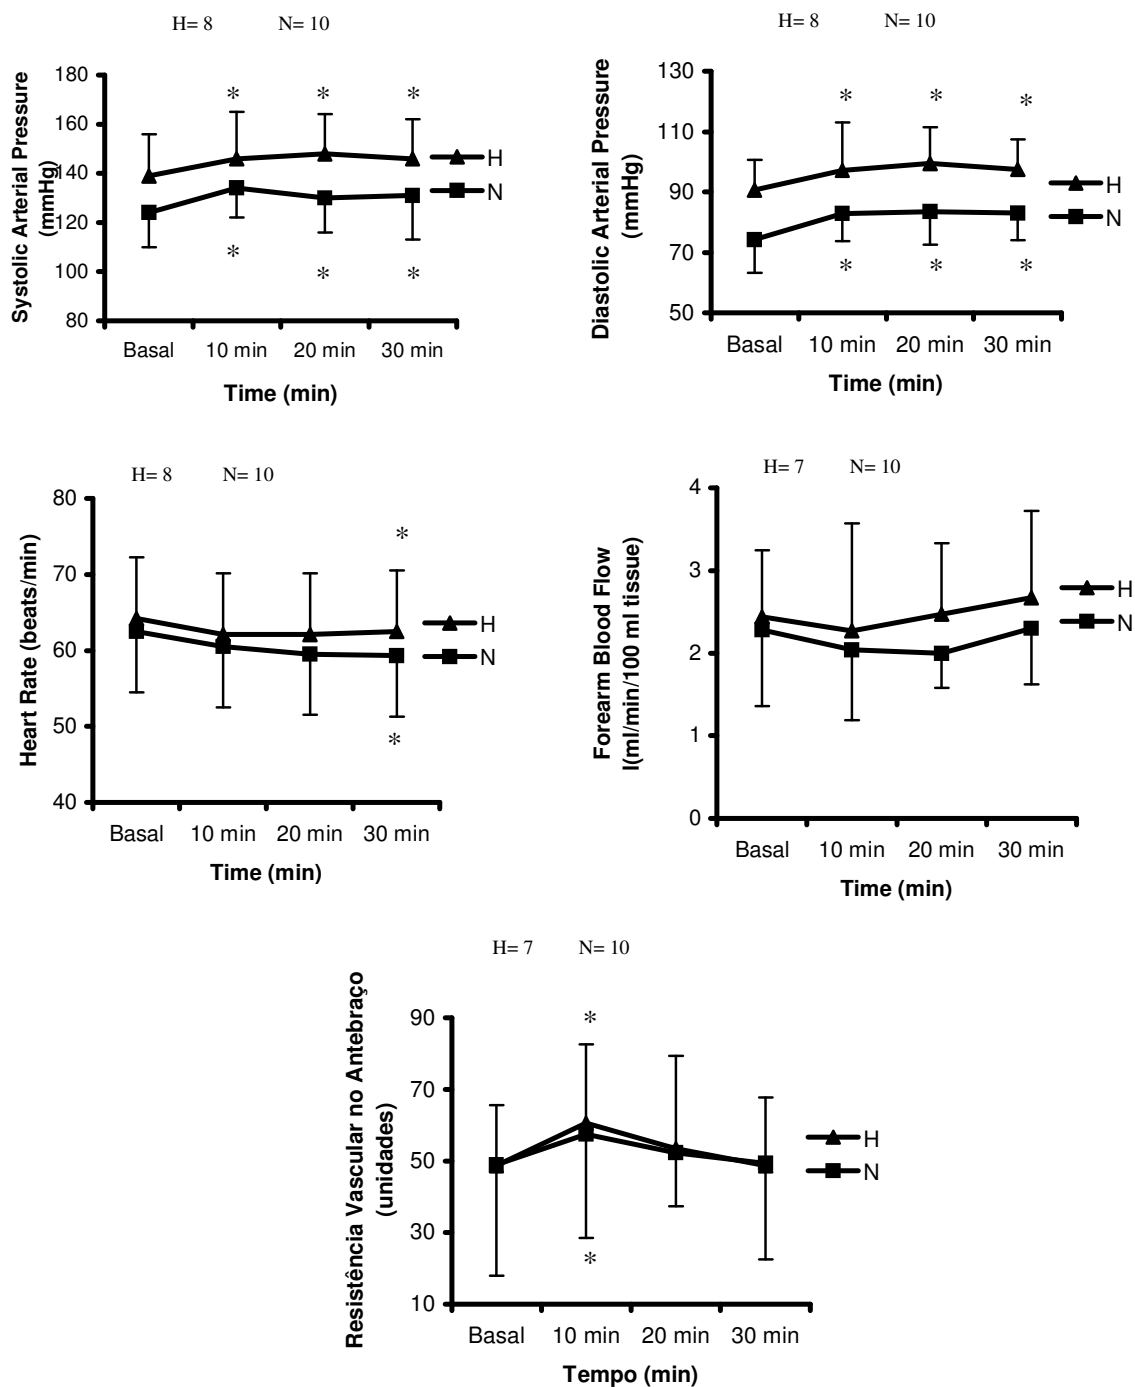 H= 8 N= 10
Systolic Arterial Pressure
(mmHg)
180
160
140
120
100
80
* * *
* * *
H
N
Basal 10 min 20 min 30 min
Time (min)
H= 8 N= 10
Diastolic Arterial Pressure
(mmHg)
130
110
90
70
50
* * *
* * *
H
N
Basal 10 min 20 min 30 min
Time (min)
H= 8 N= 10
Heart Rate (beats/min)
80
70
60
50
40
*
*
H
N
Basal 10 min 20 min 30 min
Time (min)
H= 7 N= 10
Forearm Blood Flow
l(ml/min/100 ml tissue)
4
3
2
1
0
H
N
Basal 10 min 20 min 30 min
Time (min)
H= 7 N= 10
Resistência Vascular no Antebraço
(unidades)
90
70
50
30
10
*
*
H
N
Basal 10 min 20 min 30 min
Tempo (min)